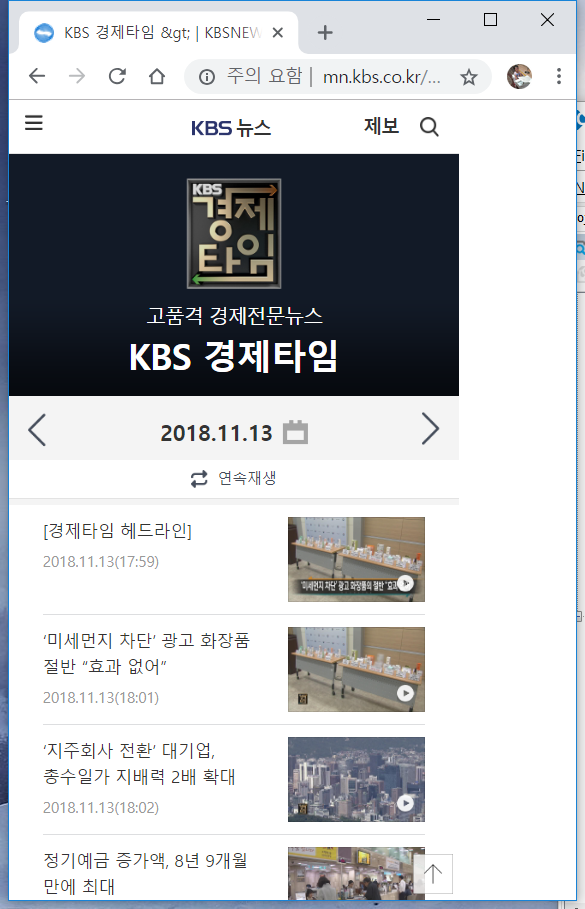 KBS 경제타임 &gt; | KBSNEW
주의 요함 | mn.kbs.co.kr/...
KBS 뉴스
제보
KBS
경제
타임
고품격 경제전문뉴스
KBS 경제타임
2018.11.13
연속재생
[경제타임 헤드라인]
2018.11.13(17:59)
'미세먼지 차단' 광고 화장품의 절반 "효과
‘미세먼지 차단’ 광고 화장품
절반 “효과 없어”
2018.11.13(18:01)
‘지주회사 전환’ 대기업,
총수일가 지배력 2배 확대
2018.11.13(18:02)
정기예금 증가액, 8년 9개월
만에 최대